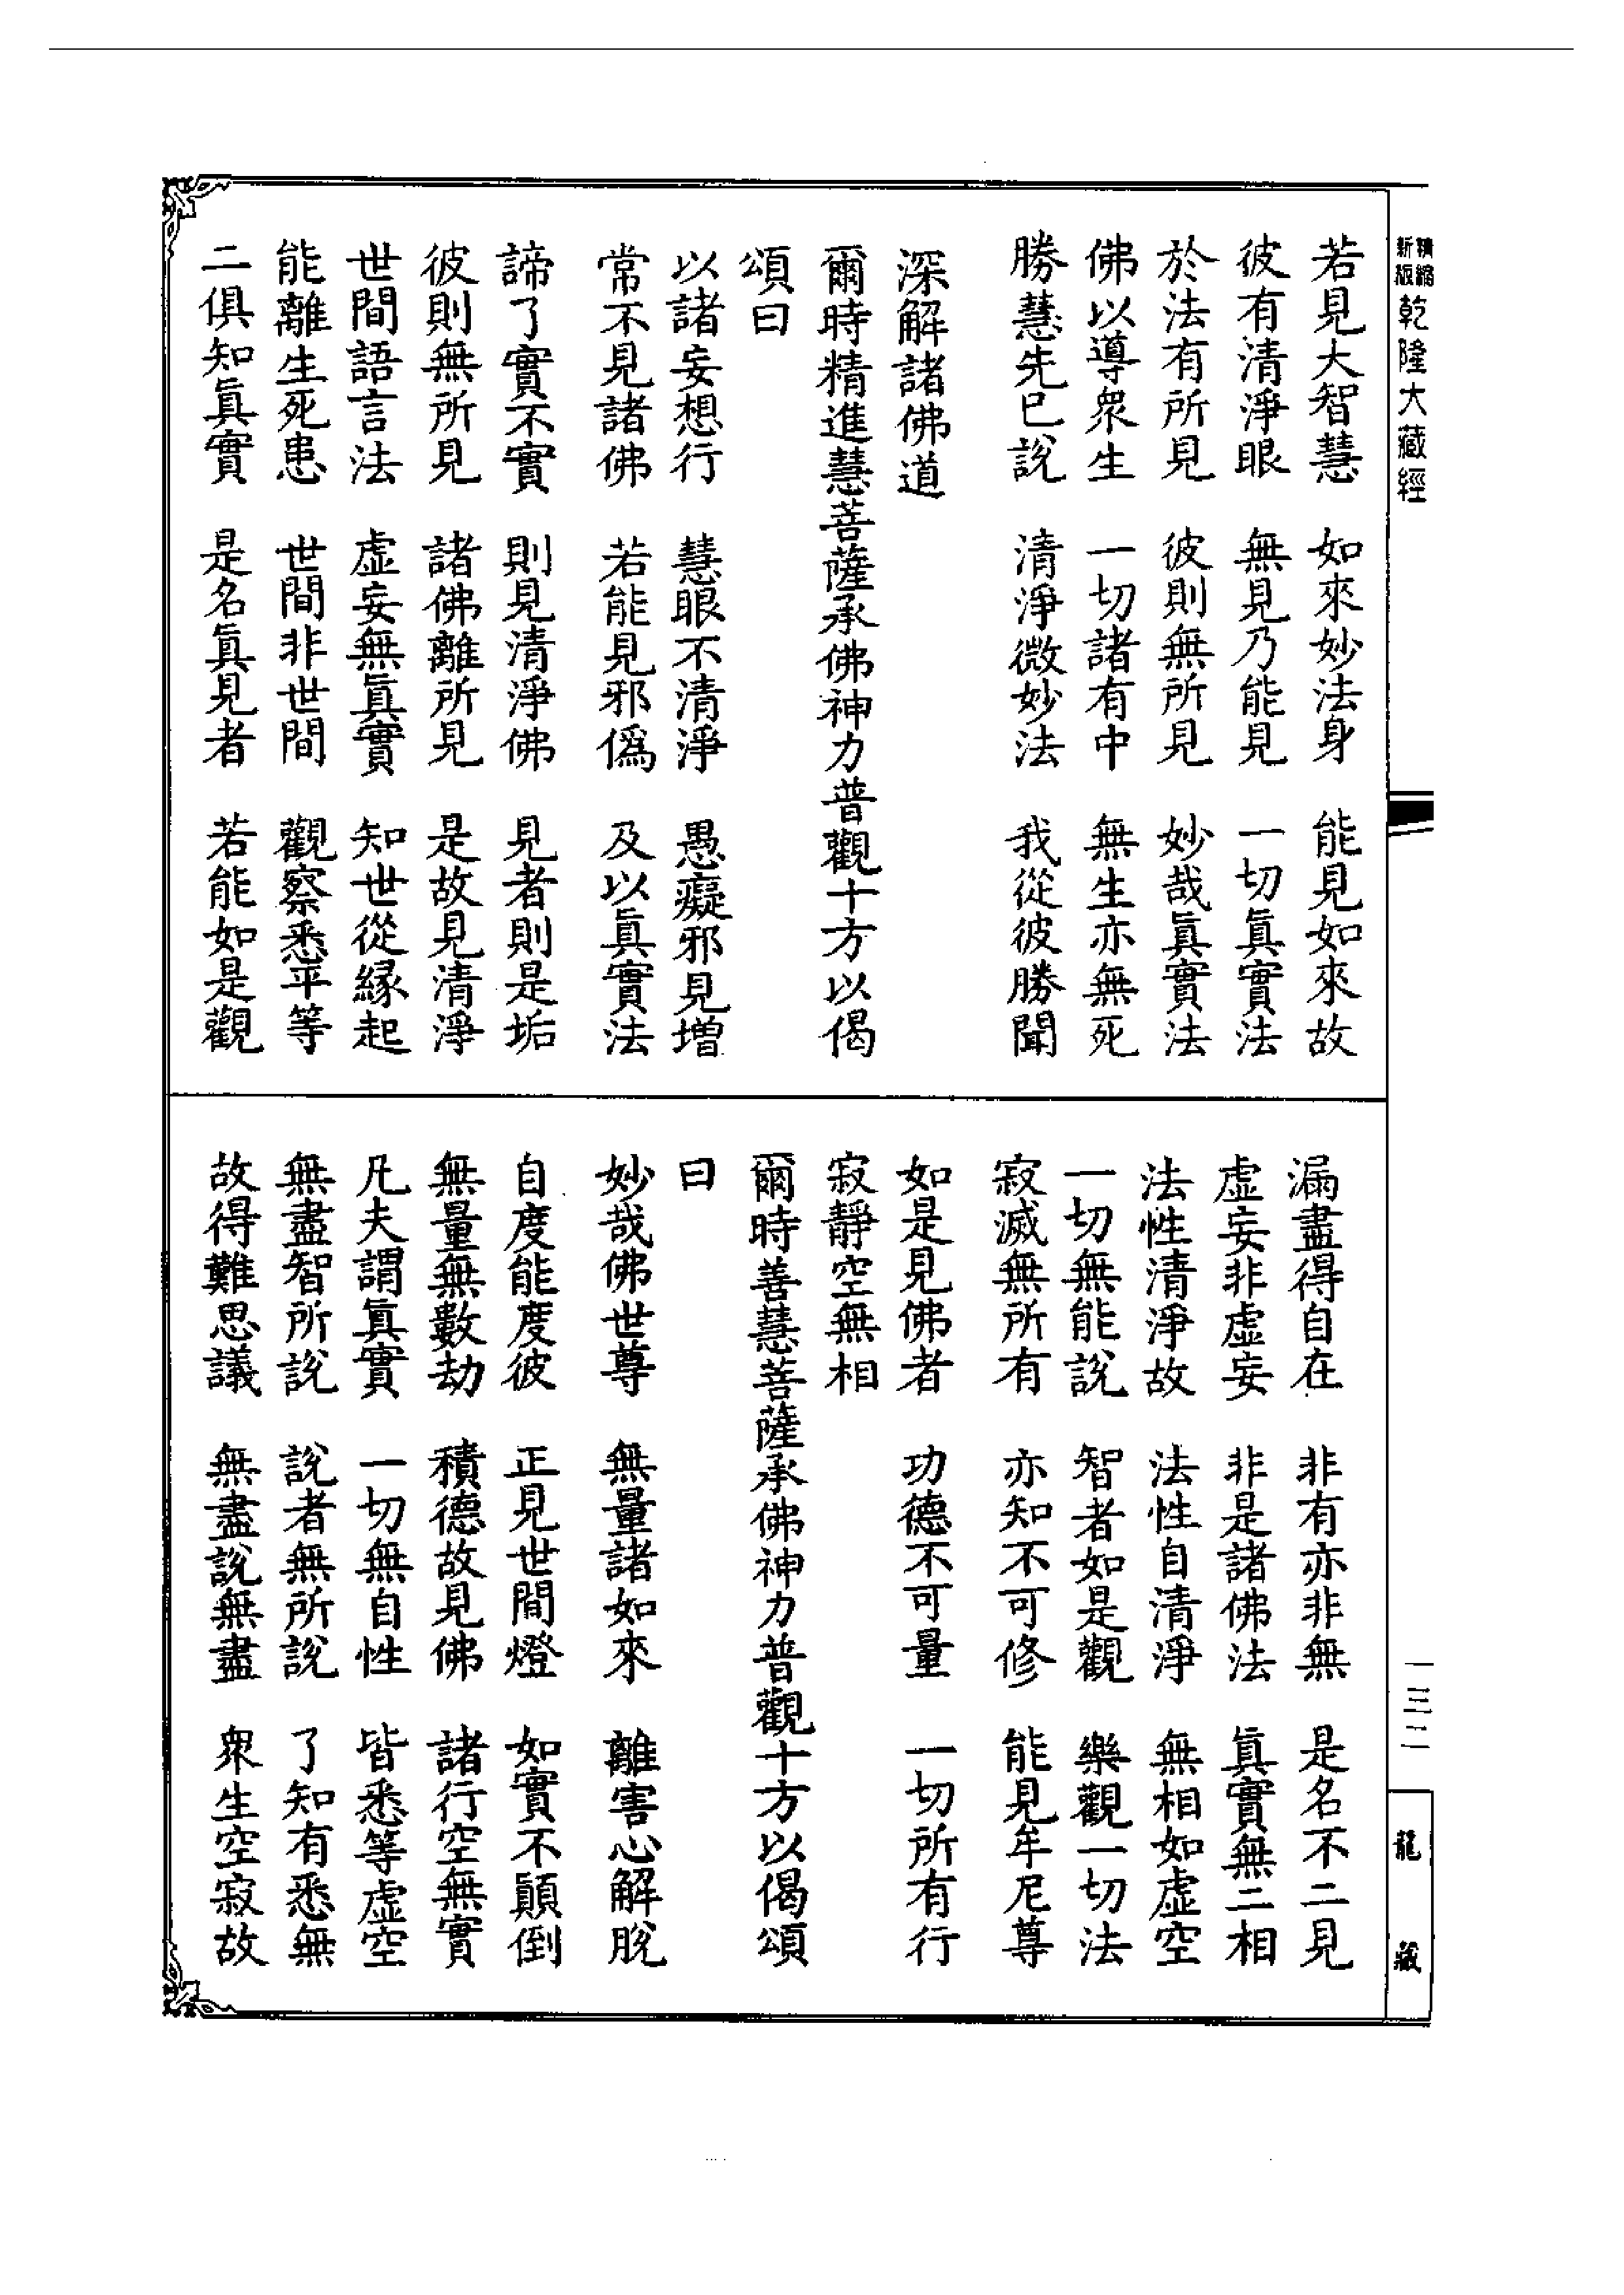 精縮新版乾隆大藏經
若見大智慧　如來妙法身　能見如來故
彼有清淨眼　無見乃能見　一切眞實法
於法有所見　彼則無所見　妙哉眞實法
佛以導衆生　一切諸有中　無生亦無死
勝慧先已說　清淨微妙法　我從彼勝聞
深解諸佛道
爾時精進慧菩薩承佛神力普觀十方以偈
頌曰
以諸妄想行　慧眼不清淨　愚癡邪見增
常不見諸佛　若能見邪僞　及以眞實法
諦了實不實　則見清淨佛　見者則是垢
彼則無所見　諸佛離所見　是故見清淨
世間語言法　虛妄無眞實　知世從緣起
能離生死患　世間非世間　觀察悉平等
二俱知眞實　是名眞見者　若能如是觀
漏盡得自在　非有亦非無　是名不二見
虛妄非虛妄　非是諸佛法　眞實無二相
法性清淨故　法性自清淨　無相如虛空
一切無能說　智者如是觀　樂觀一切法
寂滅無所有　亦知不可修　能見牟尼尊
如是見佛者　功德不可量　一切所有行
寂靜空無相
爾時善慧菩薩承佛神力普觀十方以偈頌
曰
妙哉佛世尊　無量諸如來　離害心解脫
自度能度彼　正見世間燈　如實不顚倒
無量無數劫　積德故見佛　諸行空無實
凡夫謂眞實　一切無自性　皆悉等虛空
無盡智所說　說者無所說　了知有悉無
故得難思議　無盡說無盡　衆生空寂故
一三二
龍藏